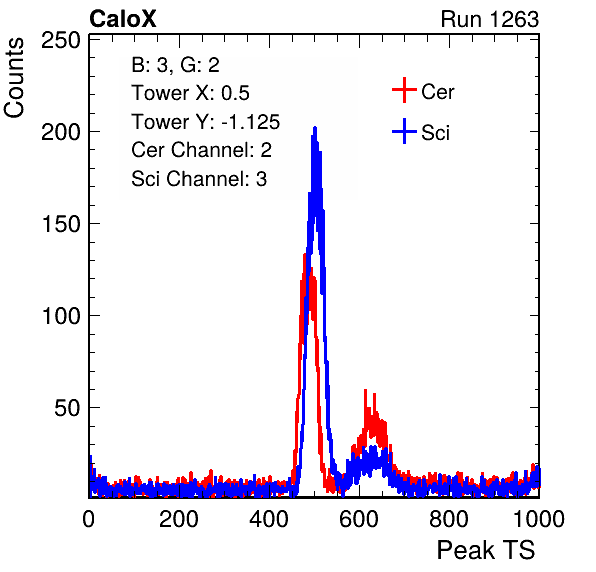 CaloX Run 1263
Counts
250
200
150
100
50
B: 3, G: 2
Tower X: 0.5
Tower Y: -1.125
Cer Channel: 2
Sci Channel: 3
Cer
Sci
0 200 400 600 800 1000
Peak TS